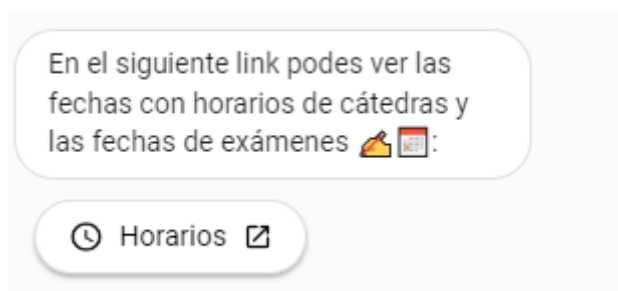 En el siguiente link podes ver las
fechas con horarios de cátedras y
las fechas de exámenes ✍️📅:
Horarios